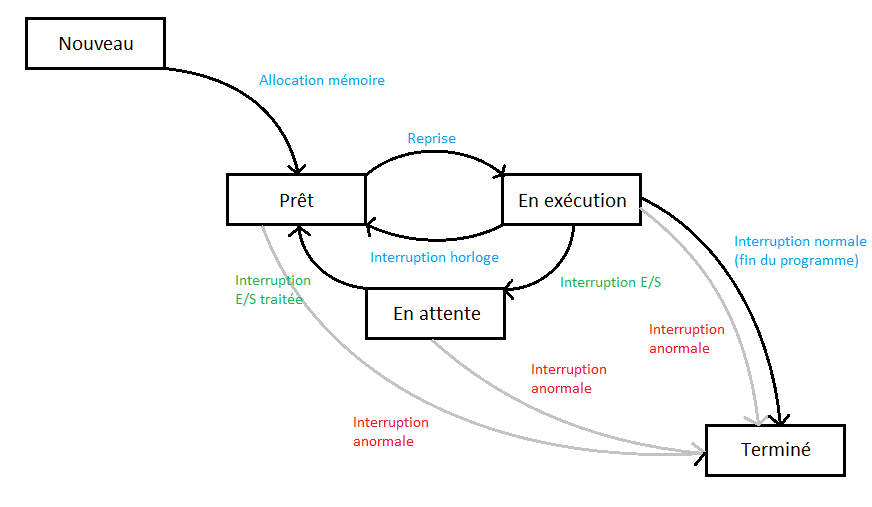 Nouveau
Allocation mémoire
Reprise
Prêt
En exécution
Interruption normale
(fin du programme)
Interruption horloge
Interruption
E/S traitée
Interruption E/S
En attente
Interruption
anormale
Interruption
anormale
Interruption
anormale
Terminé